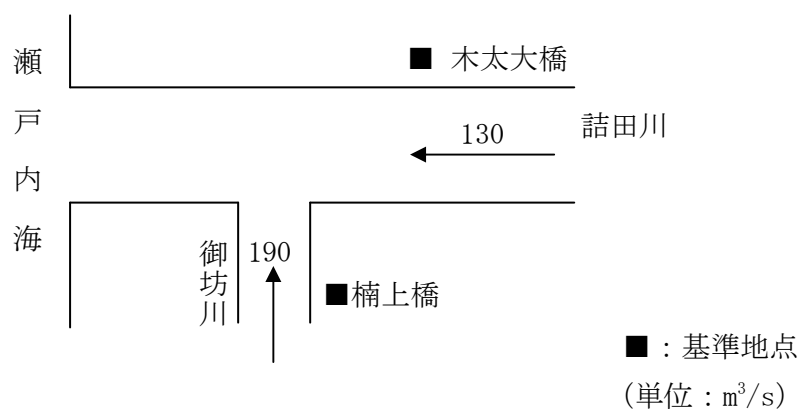 瀬戸内海
■ 木太大橋
詰田川
130
御坊川
190
■楠上橋
■：基準地点
(単位：m³/s)